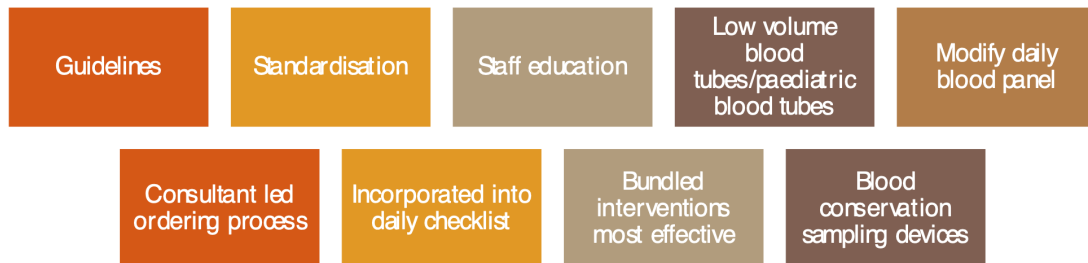 Guidelines
Standardisation
Staff education
Low volume
blood
tubes/paediatric
blood tubes
Modify daily
blood panel
Consultant led
ordering process
Incorporated into
daily checklist
Bundled
interventions
most effective
Blood
conservation
sampling devices